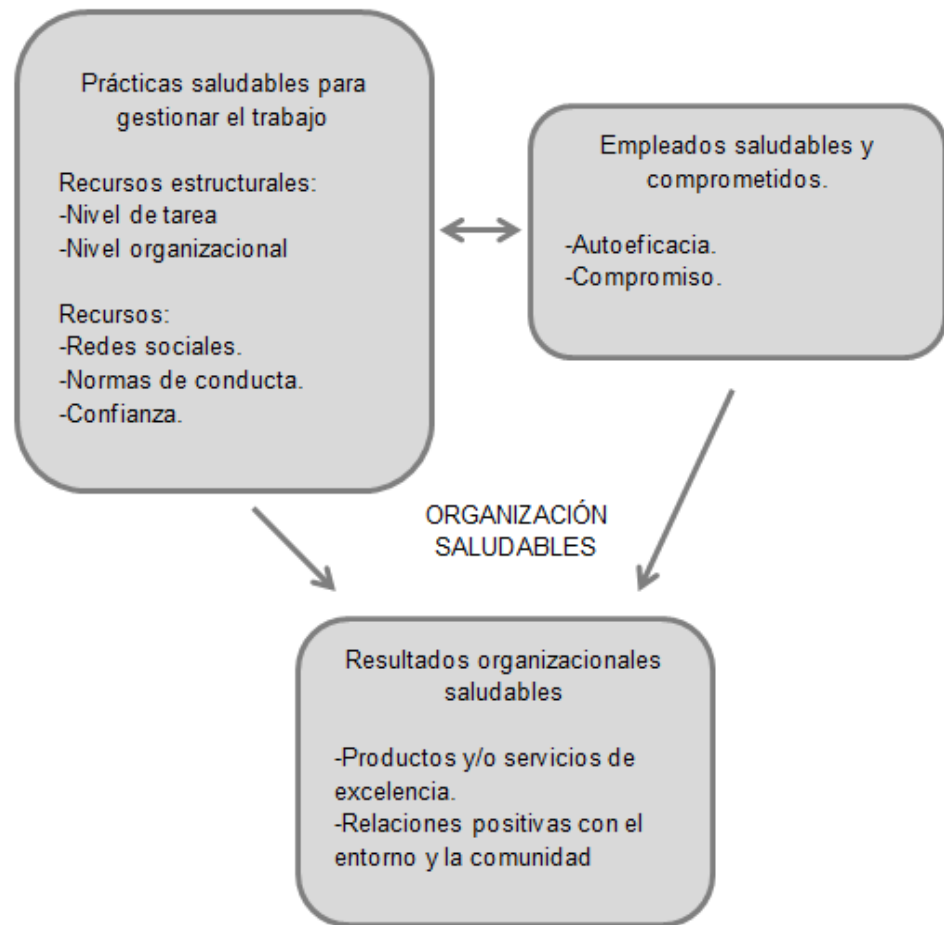 Prácticas saludables para
gestionar el trabajo
Recursos estructurales:
-Nivel de tarea
-Nivel organizacional
Recursos:
-Redes sociales.
-Normas de conducta.
-Confianza.
Empleados saludables y
comprometidos.
-Autoeficacia.
-Compromiso.
ORGANIZACIÓN
SALUDABLES
Resultados organizacionales
saludables
-Productos y/o servicios de
excelencia.
-Relaciones positivas con el
entorno y la comunidad